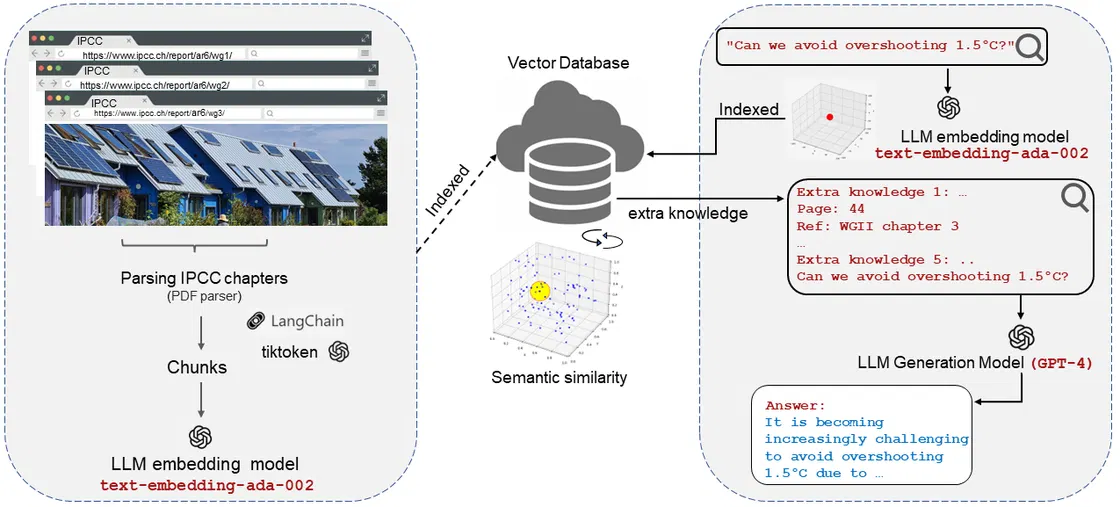 IPCC
https://www.ipcc.ch/report/ar6/wg1/
IPCC
https://www.ipcc.ch/report/ar6/wg2/
IPCC
https://www.ipcc.ch/report/ar6/wg3/
Parsing IPCC chapters
(PDF parser)
LangChain
tiktoken
Chunks
LLM embedding model
text-embedding-ada-002
Indexed
Vector Database
extra knowledge
Semantic similarity
"Can we avoid overshooting 1.5°C?"
Indexed
LLM embedding model
text-embedding-ada-002
Extra knowledge 1: …
Page: 44
Ref: WGII chapter 3
…
Extra knowledge 5: ..
Can we avoid overshooting 1.5°C?
LLM Generation Model (GPT-4)
Answer:
It is becoming
increasingly challenging
to avoid overshooting
1.5°C due to …